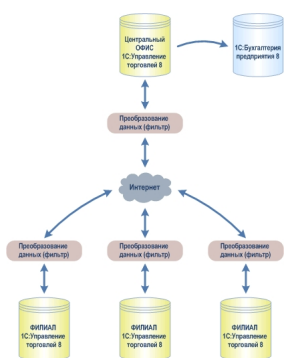 Центральный
ОФИС
1С:Управление
торговлей 8
1С:Бухгалтерия
предприятия 8
Преобразование
данных (фильтр)
Интернет
Преобразование
данных (фильтр)
Преобразование
данных (фильтр)
Преобразование
данных (фильтр)
ФИЛИАЛ
1С:Управление
торговлей 8
ФИЛИАЛ
1С:Управление
торговлей 8
ФИЛИАЛ
1С:Управление
торговлей 8